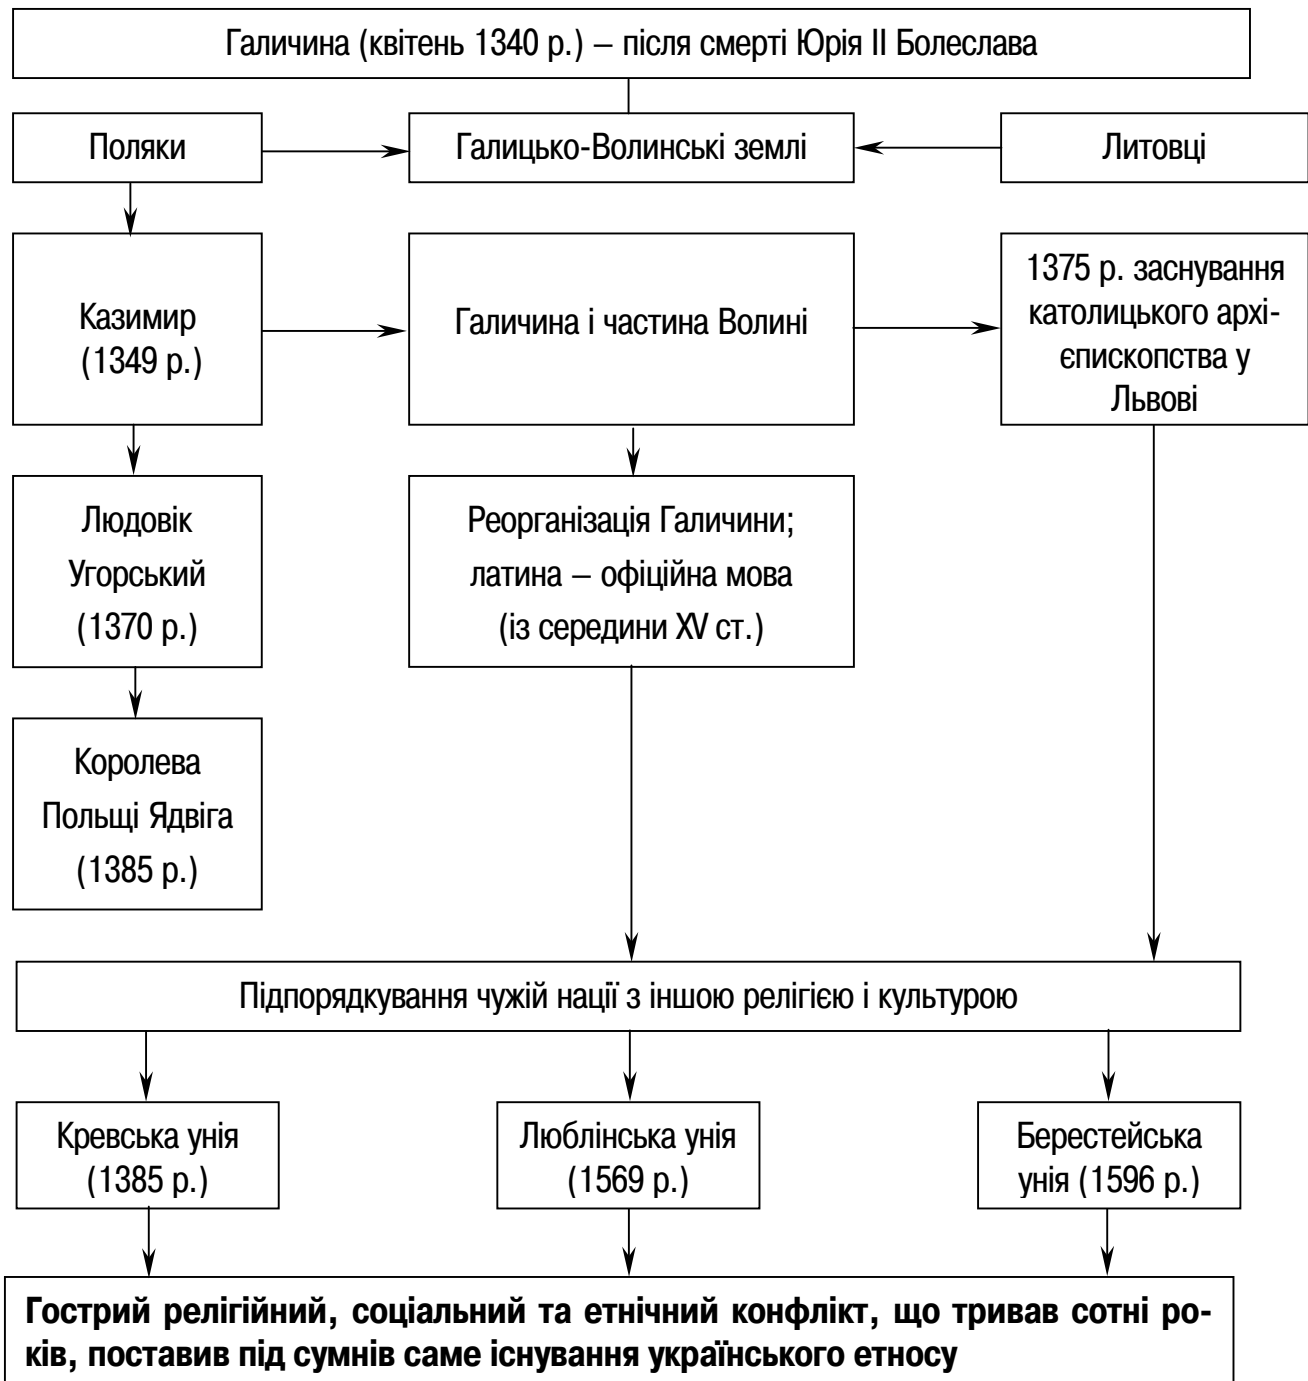 Галичина (квітень 1340 р.) – після смерті Юрія ІІ Болеслава
Поляки
Галицько-Волинські землі
Литовці
Казимир
(1349 р.)
Галичина і частина Волині
1375 р. заснування
католицького архі-
єпископства у
Львові
Людовік
Угорський
(1370 р.)
Реорганізація Галичини;
латина – офіційна мова
(із середини XV ст.)
Королева
Польщі Ядвіга
(1385 р.)
Підпорядкування чужій нації з іншою релігією і культурою
Кревська унія
(1385 р.)
Люблінська унія
(1569 р.)
Берестейська
унія (1596 р.)
Гострий релігійний, соціальний та етнічний конфлікт, що тривав сотні ро-
ків, поставив під сумнів саме існування українського етносу